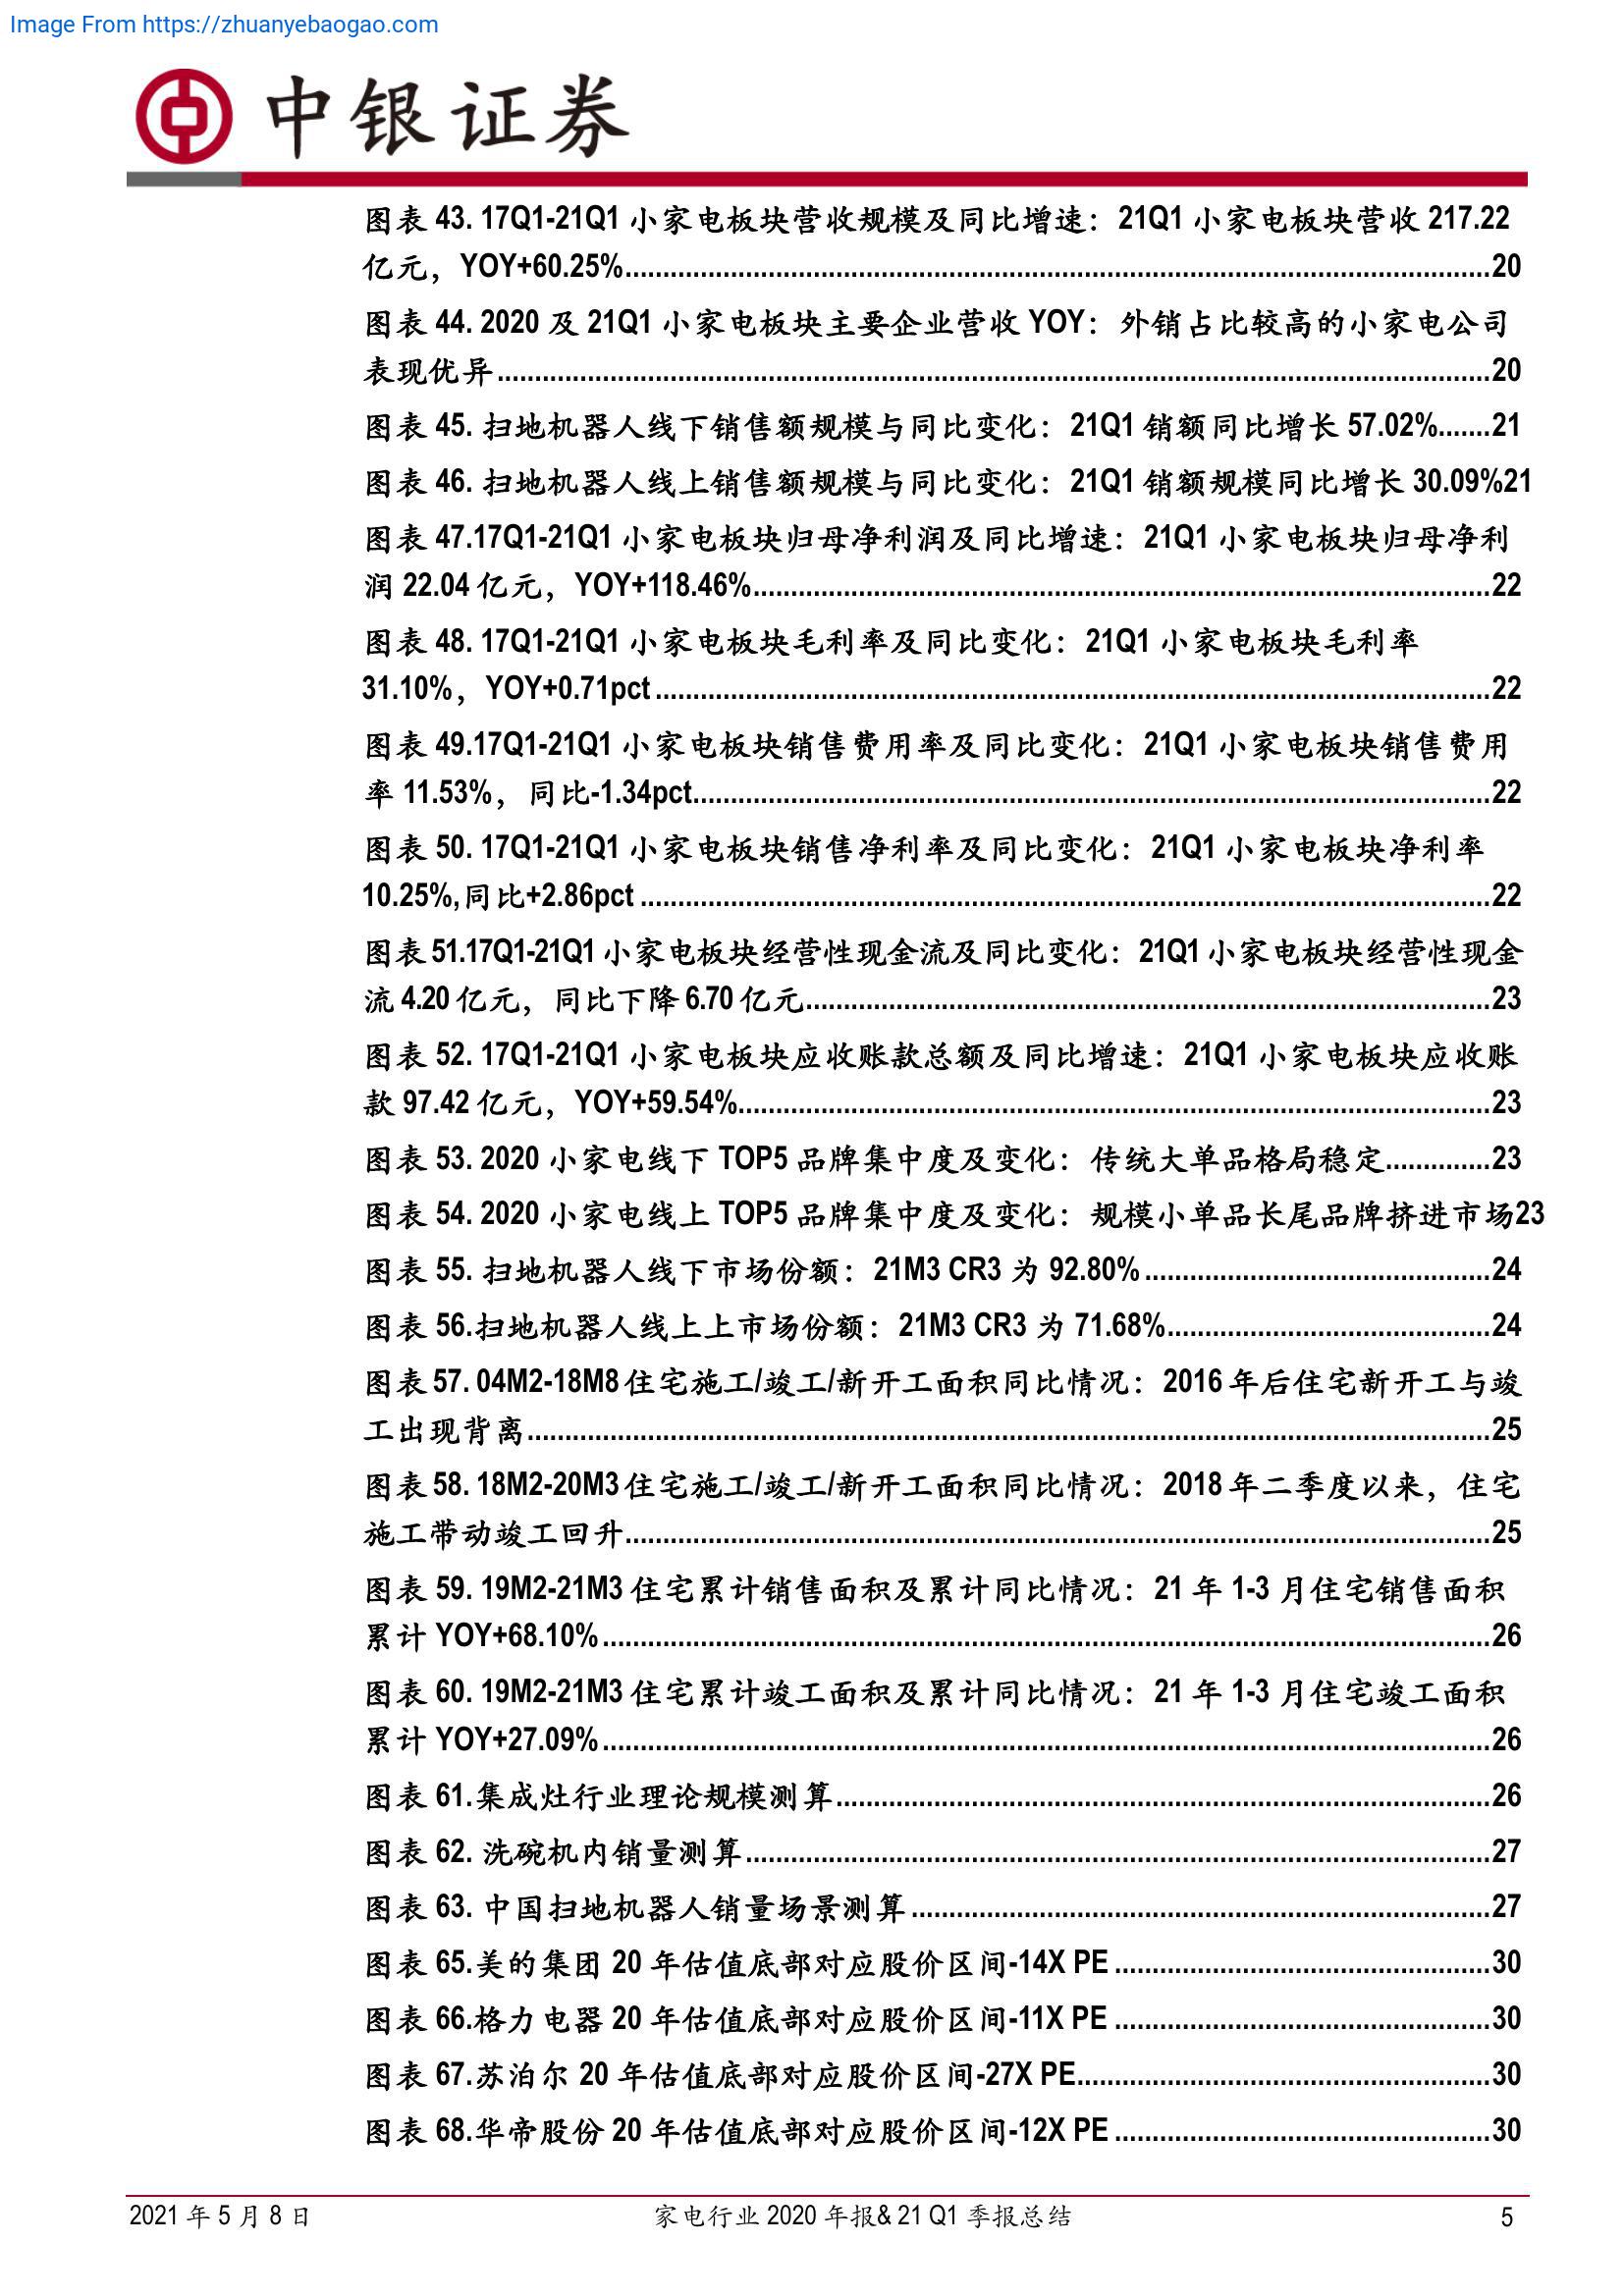 Image From https://zhuanyebaogao.com
中银证券
图表 43. 17Q1-21Q1 小家电板块营收规模及同比增速：21Q1 小家电板块营收 217.22
亿元，YOY+60.25%....................20
图表 44. 2020 及 21Q1 小家电板块主要企业营收 YOY：外销占比较高的小家电公司
表现优异....................20
图表 45. 扫地机器人线下销售额规模与同比变化：21Q1 销额同比增长 57.02%.......21
图表 46. 扫地机器人线上销售额规模与同比变化：21Q1 销额规模同比增长 30.09%21
图表 47.17Q1-21Q1 小家电板块归母净利润及同比增速：21Q1 小家电板块归母净利
润 22.04 亿元，YOY+118.46%....................22
图表 48. 17Q1-21Q1 小家电板块毛利率及同比变化：21Q1 小家电板块毛利率
31.10%，YOY+0.71pct....................22
图表 49.17Q1-21Q1 小家电板块销售费用率及同比变化：21Q1 小家电板块销售费用
率 11.53%，同比-1.34pct....................22
图表 50. 17Q1-21Q1 小家电板块销售净利率及同比变化：21Q1 小家电板块净利率
10.25%,同比+2.86pct....................22
图表 51.17Q1-21Q1 小家电板块经营性现金流及同比变化：21Q1 小家电板块经营性现金
流 4.20 亿元，同比下降 6.70 亿元....................23
图表 52. 17Q1-21Q1 小家电板块应收账款总额及同比增速：21Q1 小家电板块应收账
款 97.42 亿元，YOY+59.54%....................23
图表 53. 2020 小家电线下 TOP5 品牌集中度及变化：传统大单品格局稳定..............23
图表 54. 2020 小家电线上 TOP5 品牌集中度及变化：规模小单品长尾品牌挤进市场23
图表 55. 扫地机器人线下市场份额：21M3 CR3 为 92.80%....................24
图表 56.扫地机器人线上上市场份额：21M3 CR3 为 71.68%....................24
图表 57. 04M2-18M8 住宅施工/竣工/新开工面积同比情况：2016 年后住宅新开工与竣
工出现背离....................25
图表 58. 18M2-20M3 住宅施工/竣工/新开工面积同比情况：2018 年二季度以来，住宅
施工带动竣工回升....................25
图表 59. 19M2-21M3 住宅累计销售面积及累计同比情况：21 年 1-3 月住宅销售面积
累计 YOY+68.10%....................26
图表 60. 19M2-21M3 住宅累计竣工面积及累计同比情况：21 年 1-3 月住宅竣工面积
累计 YOY+27.09%....................26
图表 61.集成灶行业理论规模测算....................26
图表 62. 洗碗机内销量测算....................27
图表 63. 中国扫地机器人销量场景测算....................27
图表 65.美的集团 20 年估值底部对应股价区间-14X PE....................30
图表 66.格力电器 20 年估值底部对应股价区间-11X PE....................30
图表 67.苏泊尔 20 年估值底部对应股价区间-27X PE....................30
图表 68.华帝股份 20 年估值底部对应股价区间-12X PE....................30
2021 年 5 月 8 日 家电行业 2020 年报& 21 Q1 季报总结 5